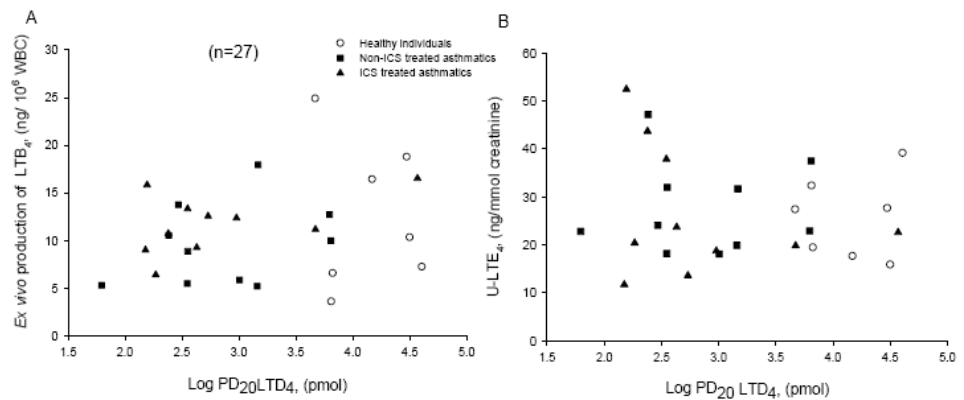 A
(n=27)
Healthy individuals
Non-ICS treated asthmatics
ICS treated asthmatics
30
25
20
15
10
5
0
Ex vivo production of LTB4, (ng/ 10^6 WBC)
1.5 2.0 2.5 3.0 3.5 4.0 4.5 5.0
Log PD20LTD4, (pmol)
B
60
50
40
30
20
10
0
U-LTE4, (ng/mmol creatinine)
1.5 2.0 2.5 3.0 3.5 4.0 4.5 5.0
Log PD20 LTD4, (pmol)